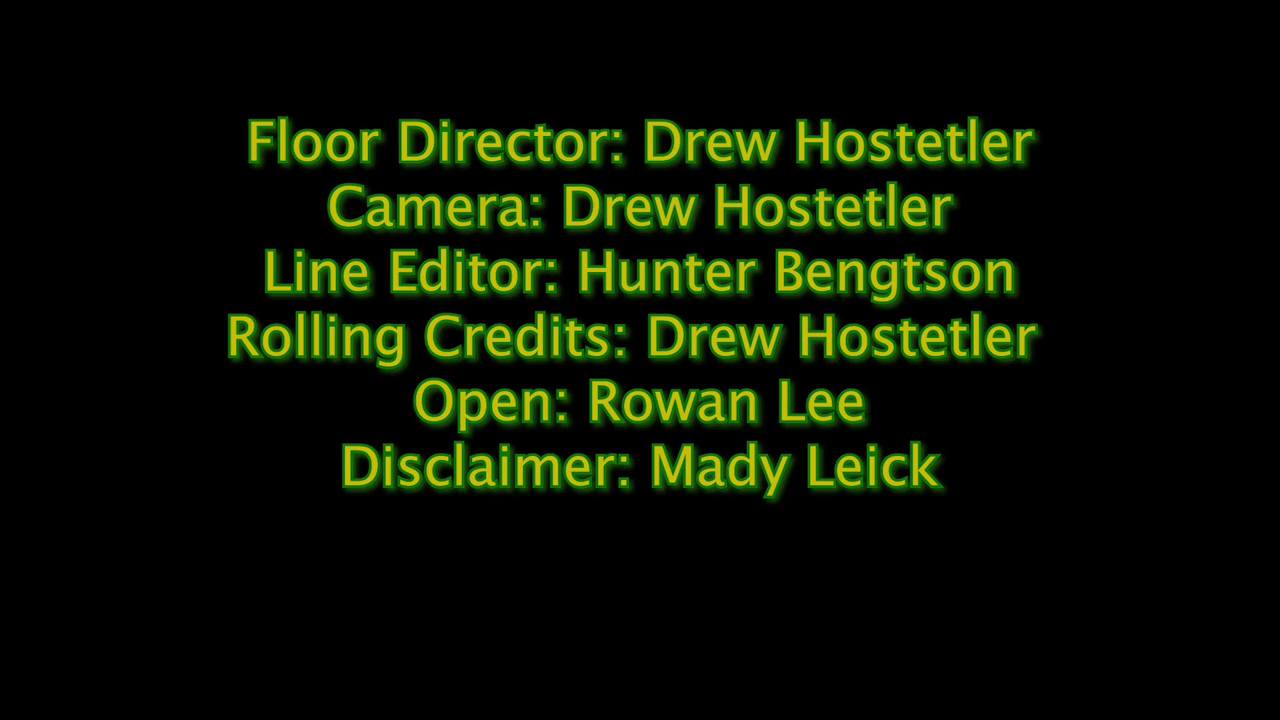 Floor Director: Drew Hostetler
Camera: Drew Hostetler
Line Editor: Hunter Bengtson
Rolling Credits: Drew Hostetler
Open: Rowan Lee
Disclaimer: Mady Leick